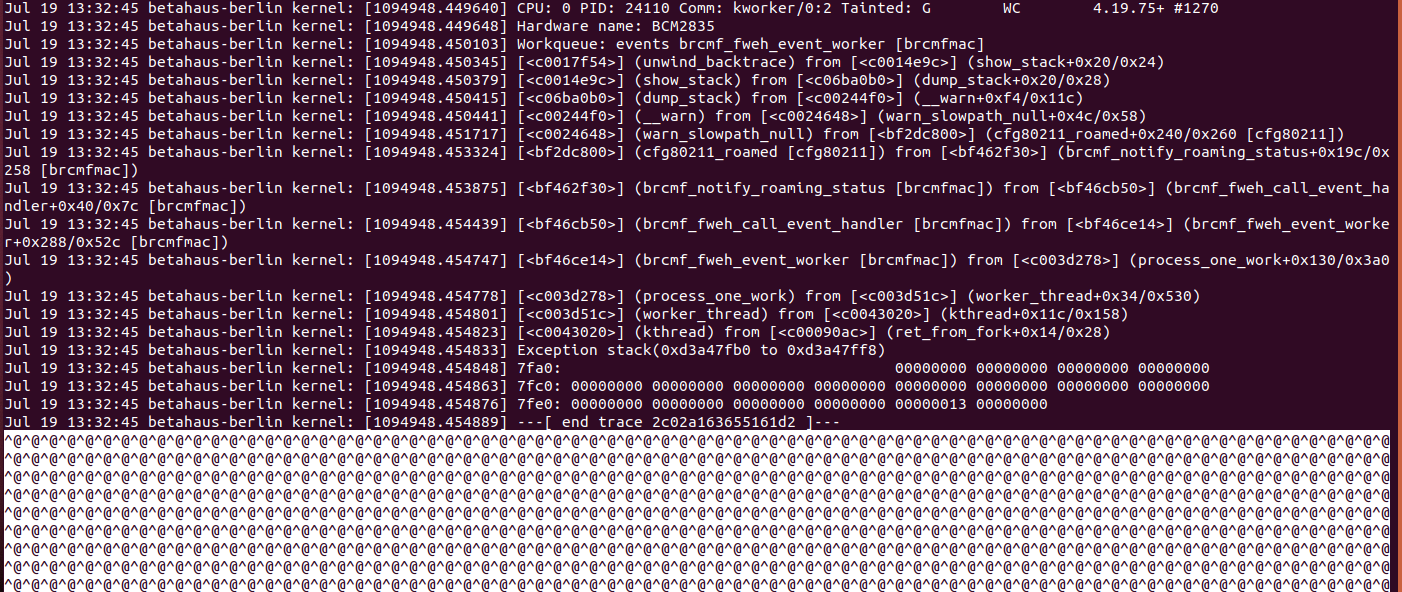 Jul 19 13:32:45 betahaus-berlin kernel: [1094948.449640] CPU: 0 PID: 24110 Comm: kworker/0:2 Tainted: G        WC        4.19.75+ #1270
Jul 19 13:32:45 betahaus-berlin kernel: [1094948.449648] Hardware name: BCM2835
Jul 19 13:32:45 betahaus-berlin kernel: [1094948.450103] Workqueue: events brcmf_fweh_event_worker [brcmfmac]
Jul 19 13:32:45 betahaus-berlin kernel: [1094948.450345] [<c0017f54>] (unwind_backtrace) from [<c0014e9c>] (show_stack+0x20/0x24)
Jul 19 13:32:45 betahaus-berlin kernel: [1094948.450379] [<c0014e9c>] (show_stack) from [<c06ba0b0>] (dump_stack+0x20/0x28)
Jul 19 13:32:45 betahaus-berlin kernel: [1094948.450415] [<c06ba0b0>] (dump_stack) from [<c00244f0>] (__warn+0xf4/0x11c)
Jul 19 13:32:45 betahaus-berlin kernel: [1094948.450441] [<c00244f0>] (__warn) from [<c0024648>] (warn_slowpath_null+0x4c/0x58)
Jul 19 13:32:45 betahaus-berlin kernel: [1094948.451717] [<c0024648>] (warn_slowpath_null) from [<bf2dc800>] (cfg80211_roamed+0x240/0x260 [cfg80211])
Jul 19 13:32:45 betahaus-berlin kernel: [1094948.453324] [<bf2dc800>] (cfg80211_roamed [cfg80211]) from [<bf462f30>] (brcmf_notify_roaming_status+0x19c/0x
258 [brcmfmac])
Jul 19 13:32:45 betahaus-berlin kernel: [1094948.453875] [<bf462f30>] (brcmf_notify_roaming_status [brcmfmac]) from [<bf46cb50>] (brcmf_fweh_call_event_ha
ndler+0x40/0x7c [brcmfmac])
Jul 19 13:32:45 betahaus-berlin kernel: [1094948.454439] [<bf46cb50>] (brcmf_fweh_call_event_handler [brcmfmac]) from [<bf46ce14>] (brcmf_fweh_event_worke
r+0x288/0x52c [brcmfmac])
Jul 19 13:32:45 betahaus-berlin kernel: [1094948.454747] [<bf46ce14>] (brcmf_fweh_event_worker [brcmfmac]) from [<c003d278>] (process_one_work+0x130/0x3a0
)
Jul 19 13:32:45 betahaus-berlin kernel: [1094948.454778] [<c003d278>] (process_one_work) from [<c003d51c>] (worker_thread+0x34/0x530)
Jul 19 13:32:45 betahaus-berlin kernel: [1094948.454801] [<c003d51c>] (worker_thread) from [<c0043020>] (kthread+0x11c/0x158)
Jul 19 13:32:45 betahaus-berlin kernel: [1094948.454823] [<c0043020>] (kthread) from [<c00090ac>] (ret_from_fork+0x14/0x28)
Jul 19 13:32:45 betahaus-berlin kernel: [1094948.454833] Exception stack(0xd3a47fb0 to 0xd3a47ff8)
Jul 19 13:32:45 betahaus-berlin kernel: [1094948.454848] 7fa0:                                     00000000 00000000 00000000 00000000
Jul 19 13:32:45 betahaus-berlin kernel: [1094948.454863] 7fc0: 00000000 00000000 00000000 00000000 00000000 00000000 00000000 00000000
Jul 19 13:32:45 betahaus-berlin kernel: [1094948.454876] 7fe0: 00000000 00000000 00000000 00000000 00000013 00000000
Jul 19 13:32:45 betahaus-berlin kernel: [1094948.454889] ---[ end trace 2c02a163655161d2 ]---
^@^@^@^@^@^@^@^@^@^@^@^@^@^@^@^@^@^@^@^@^@^@^@^@^@^@^@^@^@^@^@^@^@^@^@^@^@^@^@^@^@^@^@^@^@^@^@^@^@^@^@^@^@^@^@^@^@^@^@^@^@^@^@^@^@^@^@^@^@^@^@^@^@^@^@^@^@
^@^@^@^@^@^@^@^@^@^@^@^@^@^@^@^@^@^@^@^@^@^@^@^@^@^@^@^@^@^@^@^@^@^@^@^@^@^@^@^@^@^@^@^@^@^@^@^@^@^@^@^@^@^@^@^@^@^@^@^@^@^@^@^@^@^@^@^@^@^@^@^@^@^@^@^@^@
^@^@^@^@^@^@^@^@^@^@^@^@^@^@^@^@^@^@^@^@^@^@^@^@^@^@^@^@^@^@^@^@^@^@^@^@^@^@^@^@^@^@^@^@^@^@^@^@^@^@^@^@^@^@^@^@^@^@^@^@^@^@^@^@^@^@^@^@^@^@^@^@^@^@^@^@^@
^@^@^@^@^@^@^@^@^@^@^@^@^@^@^@^@^@^@^@^@^@^@^@^@^@^@^@^@^@^@^@^@^@^@^@^@^@^@^@^@^@^@^@^@^@^@^@^@^@^@^@^@^@^@^@^@^@^@^@^@^@^@^@^@^@^@^@^@^@^@^@^@^@^@^@^@^@
^@^@^@^@^@^@^@^@^@^@^@^@^@^@^@^@^@^@^@^@^@^@^@^@^@^@^@^@^@^@^@^@^@^@^@^@^@^@^@^@^@^@^@^@^@^@^@^@^@^@^@^@^@^@^@^@^@^@^@^@^@^@^@^@^@^@^@^@^@^@^@^@^@^@^@^@^@
^@^@^@^@^@^@^@^@^@^@^@^@^@^@^@^@^@^@^@^@^@^@^@^@^@^@^@^@^@^@^@^@^@^@^@^@^@^@^@^@^@^@^@^@^@^@^@^@^@^@^@^@^@^@^@^@^@^@^@^@^@^@^@^@^@^@^@^@^@^@^@^@^@^@^@^@^@
^@^@^@^@^@^@^@^@^@^@^@^@^@^@^@^@^@^@^@^@^@^@^@^@^@^@^@^@^@^@^@^@^@^@^@^@^@^@^@^@^@^@^@^@^@^@^@^@^@^@^@^@^@^@^@^@^@^@^@^@^@^@^@^@^@^@^@^@^@^@^@^@^@^@^@^@^@
^@^@^@^@^@^@^@^@^@^@^@^@^@^@^@^@^@^@^@^@^@^@^@^@^@^@^@^@^@^@^@^@^@^@^@^@^@^@^@^@^@^@^@^@^@^@^@^@^@^@^@^@^@^@^@^@^@^@^@^@^@^@^@^@^@^@^@^@^@^@^@^@^@^@^@^@^@
^@^@^@^@^@^@^@^@^@^@^@^@^@^@^@^@^@^@^@^@^@^@^@^@^@^@^@^@^@^@^@^@^@^@^@^@^@^@^@^@^@^@^@^@^@^@^@^@^@^@^@^@^@^@^@^@^@^@^@^@^@^@^@^@^@^@^@^@^@^@^@^@^@^@^@^@^@